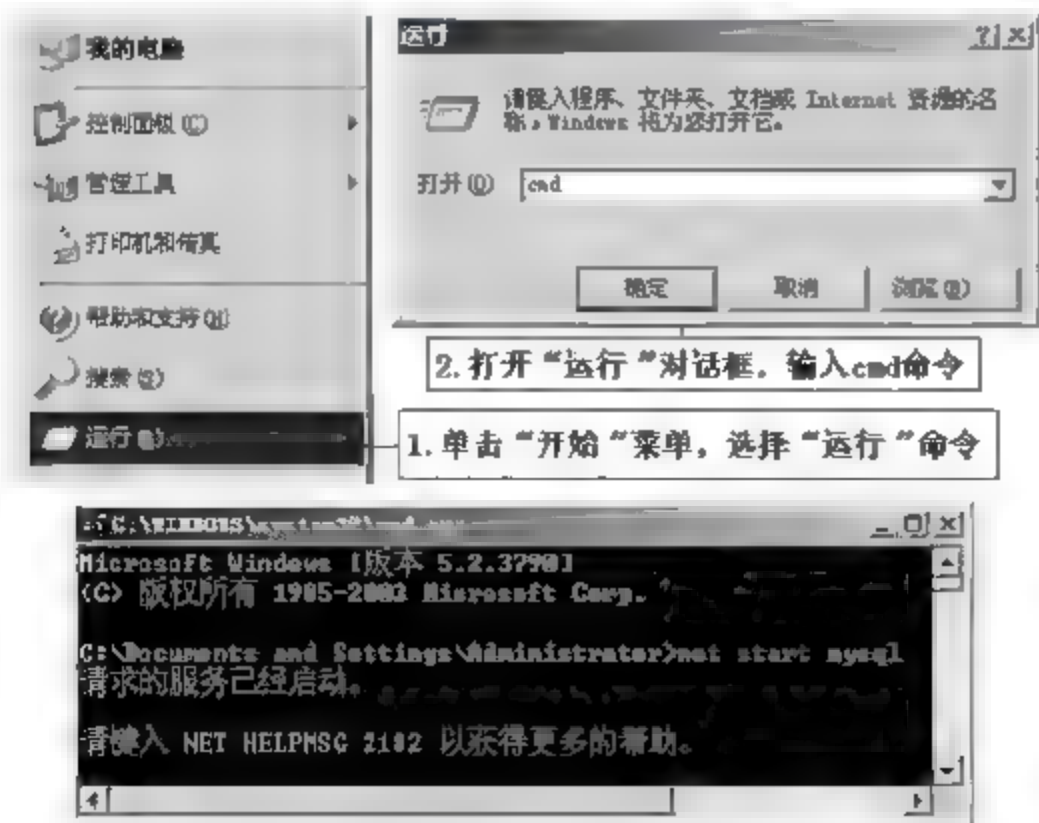 我的电脑
控制面板(C)
管理工具
打印机和传真
帮助和支持(H)
搜索(S)
运行(R)...
运行
请键入程序、文件夹、文档或 Internet 资源的名
称，Windows 将为您打开它。
打开(O)
cmd
确定
取消
浏览(B)
2.打开“运行”对话框，输入cmd命令
1.单击“开始”菜单，选择“运行”命令
C:\WINDOWS\system32\cmd.exe
Microsoft Windows [版本 5.2.3790]
(C) 版权所有 1985-2003 Microsoft Corp.
C:\Documents and Settings\Administrator>net start mysql
请求的服务已经启动。
请键入 NET HELPMSG 2182 以获得更多的帮助。